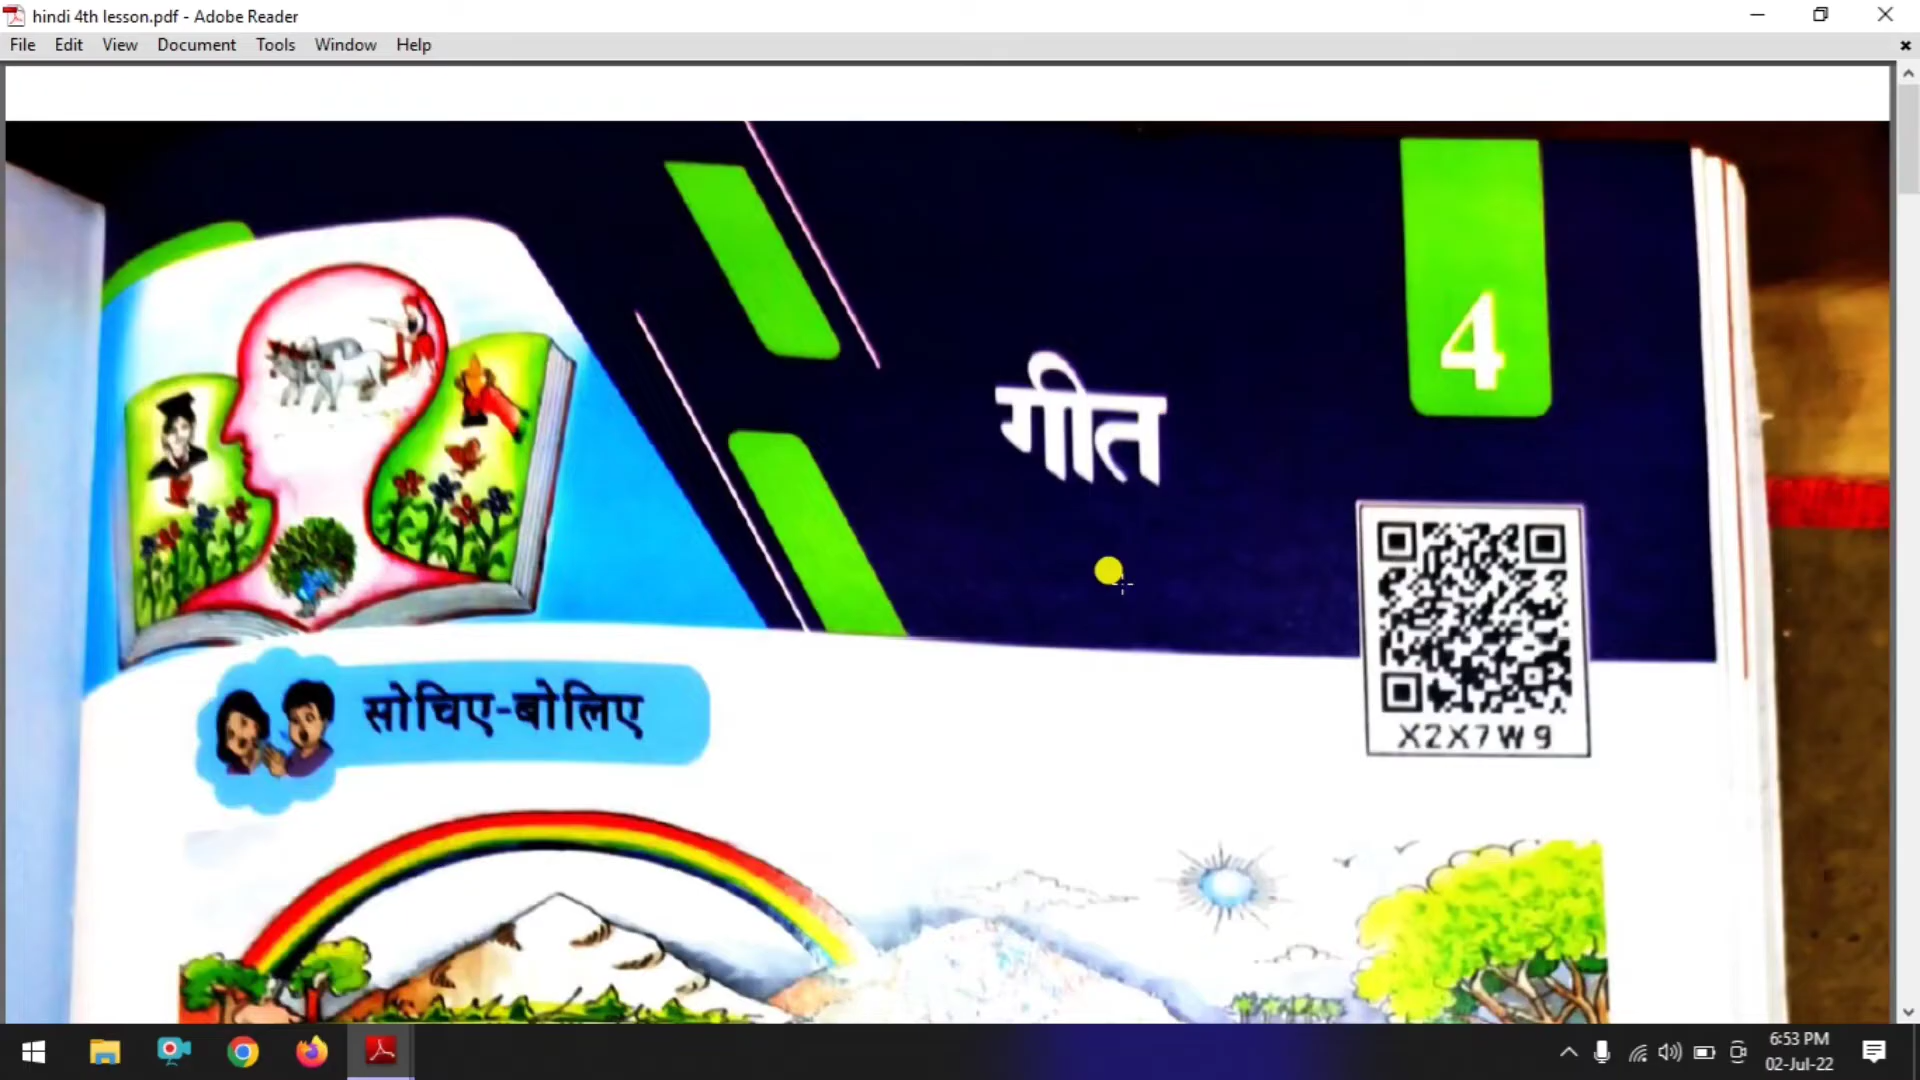 hindi 4th lesson.pdf - Adobe Reader
File Edit View Document Tools Window Help
4
गीत
X2X7W9
सोचिए-बोलिए
6:53 PM
02-Jul-22